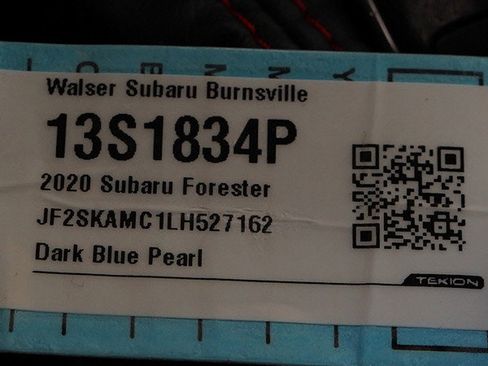 Walser Subaru Burnsville
13S1834P
2020 Subaru Forester
JF2SKAMC1LH527162
Dark Blue Pearl
TEKION